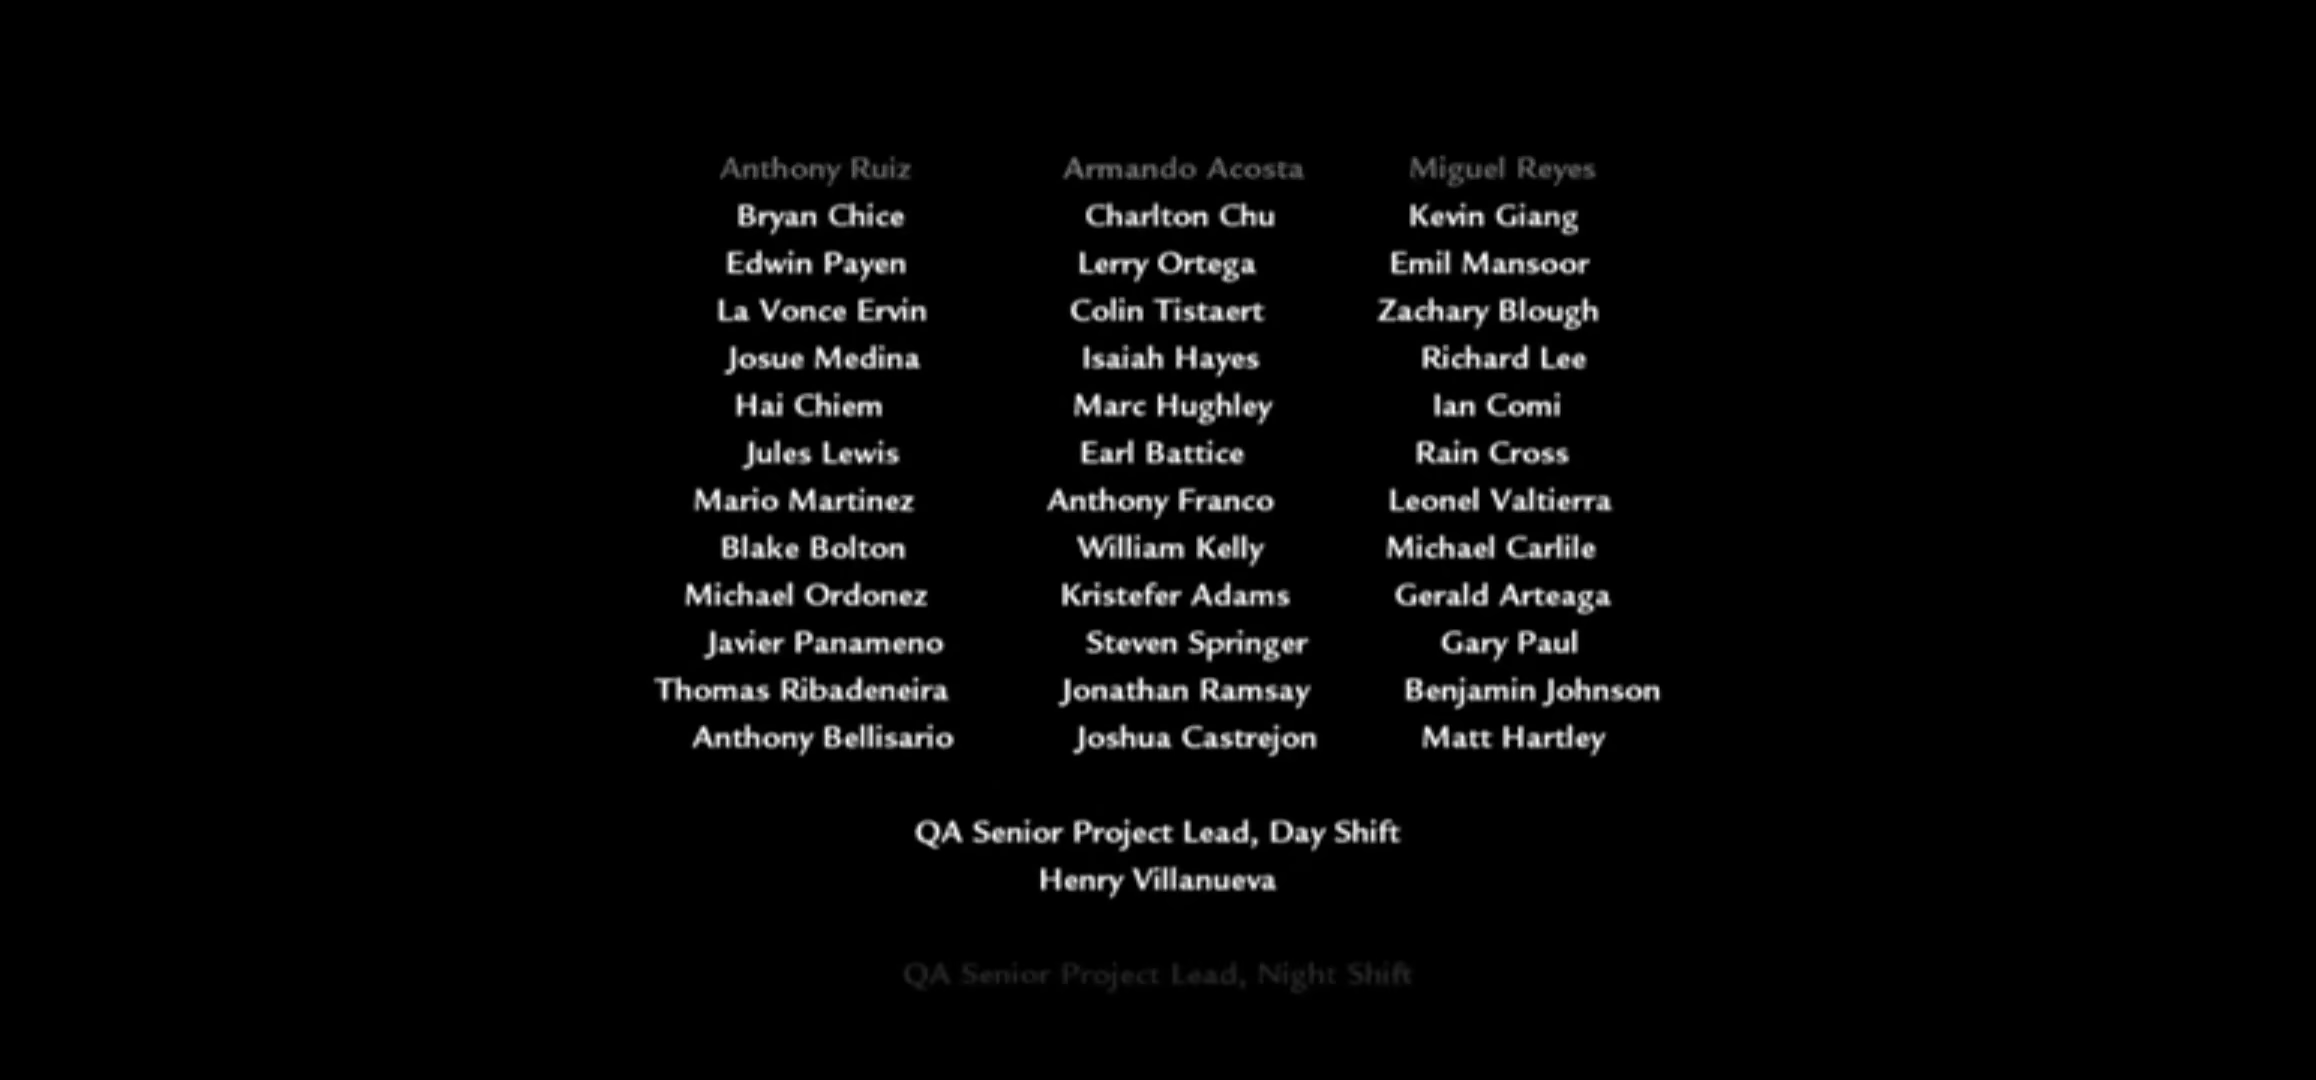 Anthony Ruiz Armando Acosta Miguel Reyes
Bryan Chice Charlton Chu Kevin Giang
Edwin Payen Lerry Ortega Emil Mansoor
La Vonce Ervin Colin Tistaert Zachary Blough
Josue Medina Isaiah Hayes Richard Lee
Hai Chiem Marc Hughley Ian Comi
Jules Lewis Earl Battice Rain Cross
Mario Martinez Anthony Franco Leonel Valtierra
Blake Bolton William Kelly Michael Carlile
Michael Ordonez Kristefer Adams Gerald Arteaga
Javier Panameno Steven Springer Gary Paul
Thomas Ribadeneira Jonathan Ramsay Benjamin Johnson
Anthony Bellisario Joshua Castrejon Matt Hartley
QA Senior Project Lead, Day Shift
Henry Villanueva
QA Senior Project Lead, Night Shift